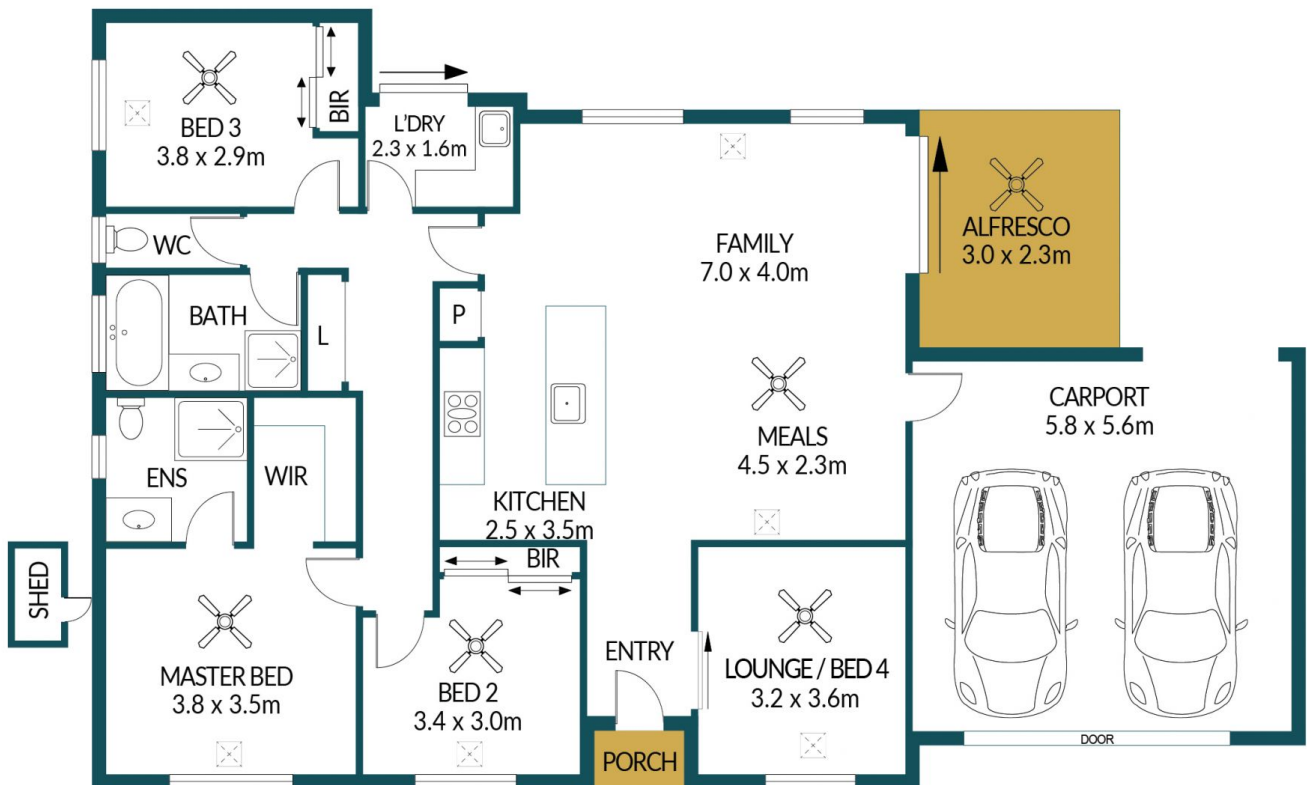 BED 3
3.8 x 2.9m
BIR
L'DRY
2.3 x 1.6m
WC
BATH
L
P
FAMILY
7.0 x 4.0m
ALFRESCO
3.0 x 2.3m
CARPORT
5.8 x 5.6m
MEALS
4.5 x 2.3m
ENS
WIR
KITCHEN
2.5 x 3.5m
SHED
MASTER BED
3.8 x 3.5m
BIR
BED 2
3.4 x 3.0m
ENTRY
LOUNGE / BED 4
3.2 x 3.6m
PORCH
DOOR